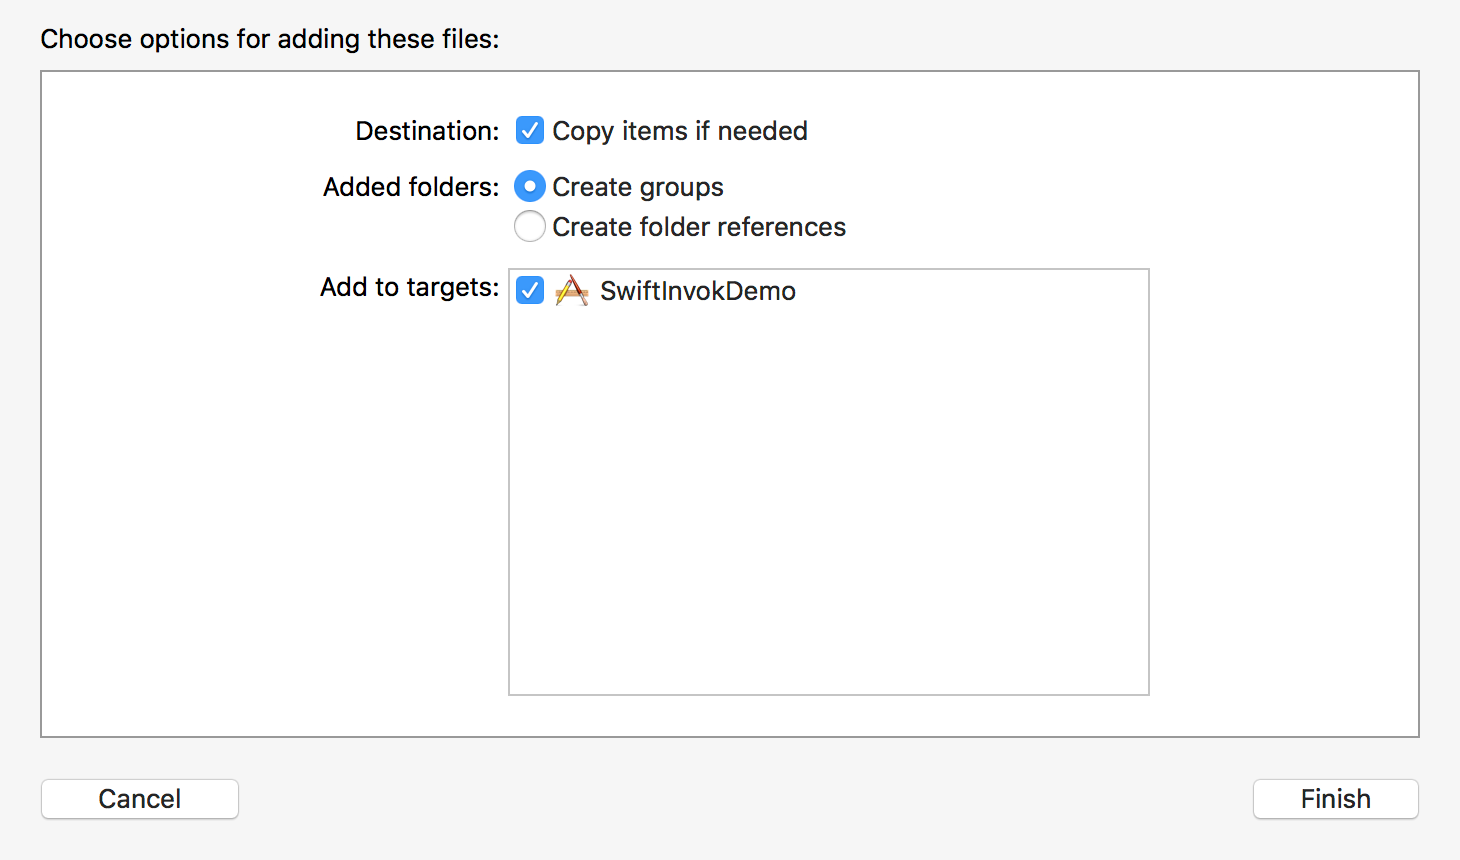 Choose options for adding these files:
Destination: Copy items if needed
Added folders: Create groups
Create folder references
Add to targets: SwiftInvokDemo
Cancel Finish